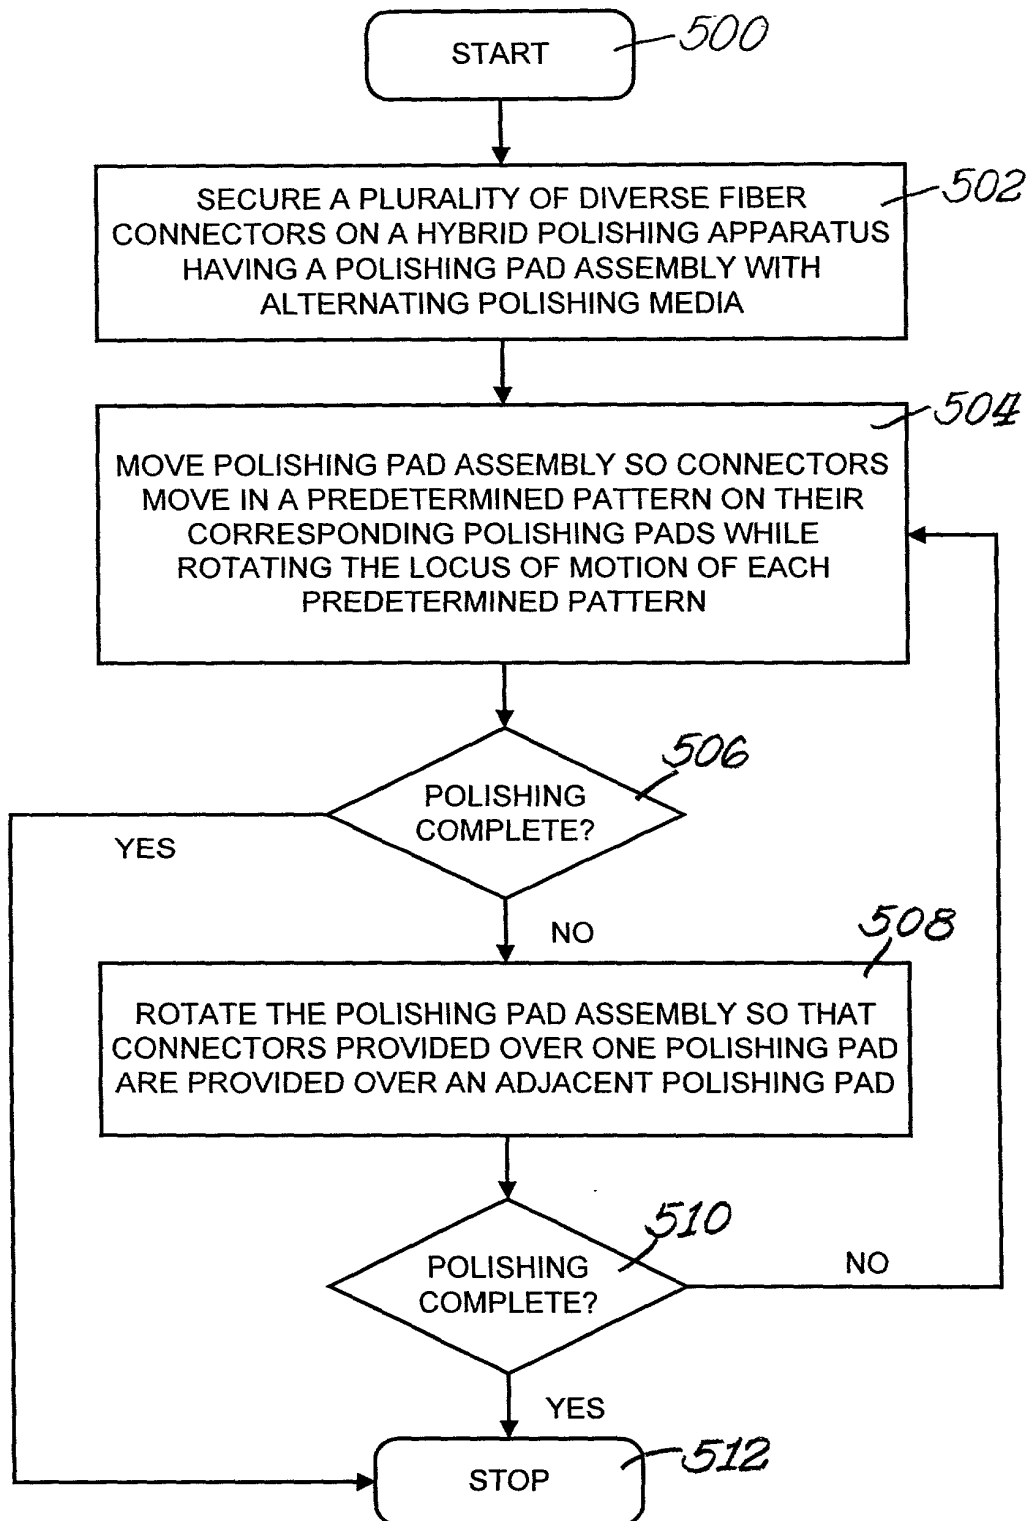 START
500
SECURE A PLURALITY OF DIVERSE FIBER
CONNECTORS ON A HYBRID POLISHING APPARATUS
HAVING A POLISHING PAD ASSEMBLY WITH
ALTERNATING POLISHING MEDIA
502
504
MOVE POLISHING PAD ASSEMBLY SO CONNECTORS
MOVE IN A PREDETERMINED PATTERN ON THEIR
CORRESPONDING POLISHING PADS WHILE
ROTATING THE LOCUS OF MOTION OF EACH
PREDETERMINED PATTERN
506
POLISHING
COMPLETE?
YES
NO
508
ROTATE THE POLISHING PAD ASSEMBLY SO THAT
CONNECTORS PROVIDED OVER ONE POLISHING PAD
ARE PROVIDED OVER AN ADJACENT POLISHING PAD
510
POLISHING
COMPLETE?
NO
YES
STOP
512